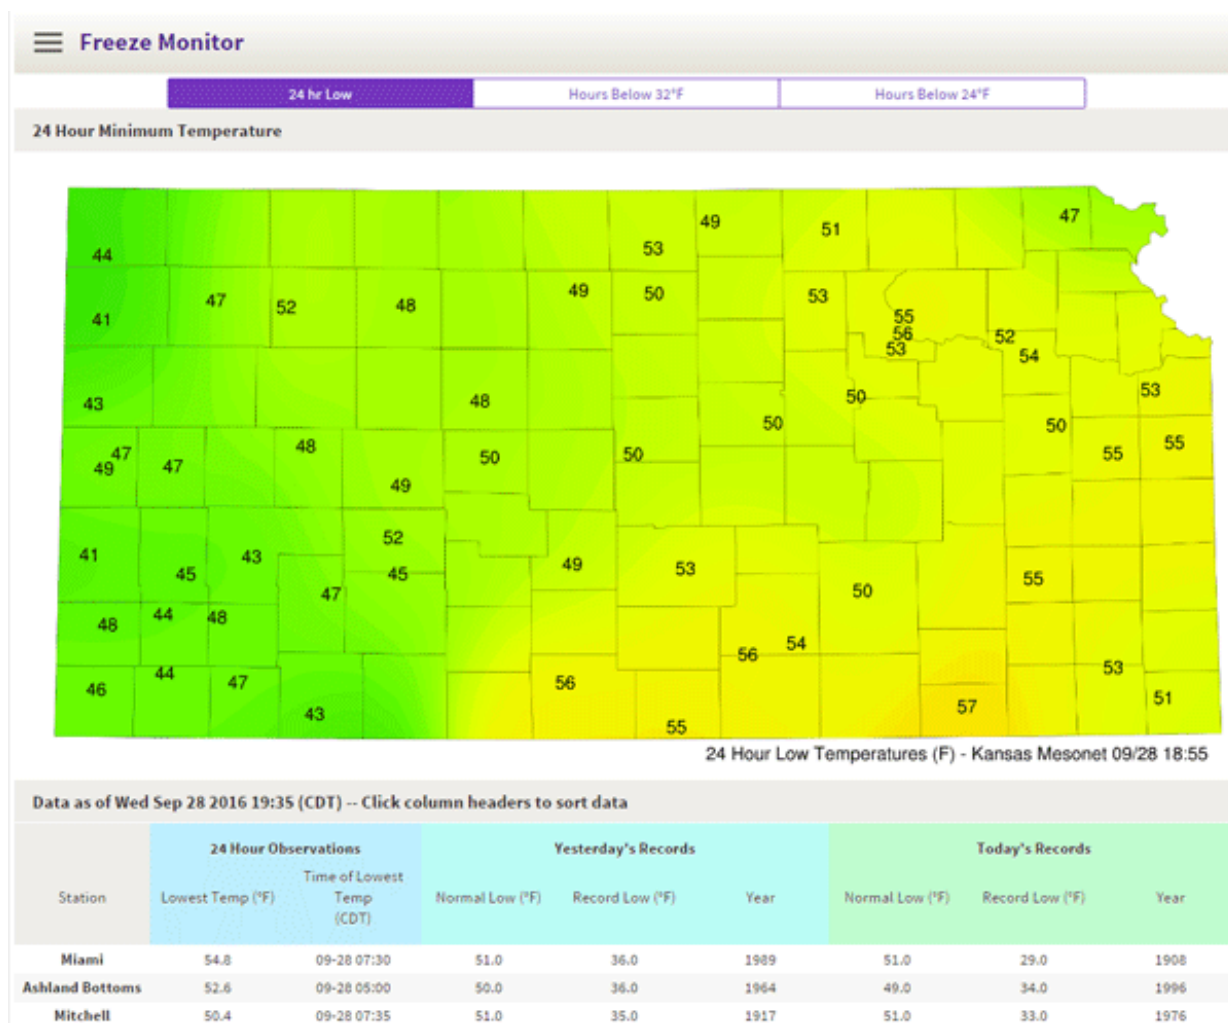 Freeze Monitor
24 hr Low Hours Below 32°F Hours Below 24°F
24 Hour Minimum Temperature
47
49
51
44 53
47 52 48 49 50 53
41 55
56 52
53 54
43 48 50 53
50
48 47 50 50 50 55 55
49 47
49
52
41 43 45 45 49 53 55
47 50
48 44 48
56 54
46 44 47 56 53
43 57 51
55
24 Hour Low Temperatures (F) - Kansas Mesonet 09/28 18:55
Data as of Wed Sep 28 2016 19:35 (CDT) -- Click column headers to sort data
24 Hour Observations Yesterday's Records Today's Records
Station Lowest Temp (°F) Time of Lowest Temp (CDT) Normal Low (°F) Record Low (°F) Year Normal Low (°F) Record Low (°F) Year
Miami 54.8 09-28 07:30 51.0 36.0 1989 51.0 29.0 1908
Ashland Bottoms 52.6 09-28 05:00 50.0 36.0 1964 49.0 34.0 1996
Mitchell 50.4 09-28 07:35 51.0 35.0 1917 51.0 33.0 1976